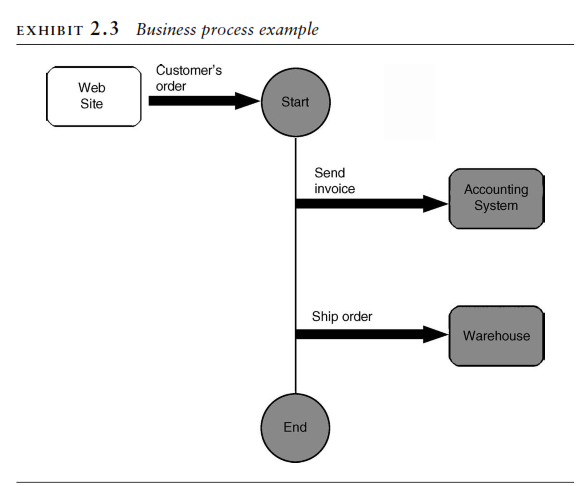 EXHIBIT 2.3 Business process example
Customer's
order
Web
Site
Start
Send
invoice
Accounting
System
Ship order
Warehouse
End